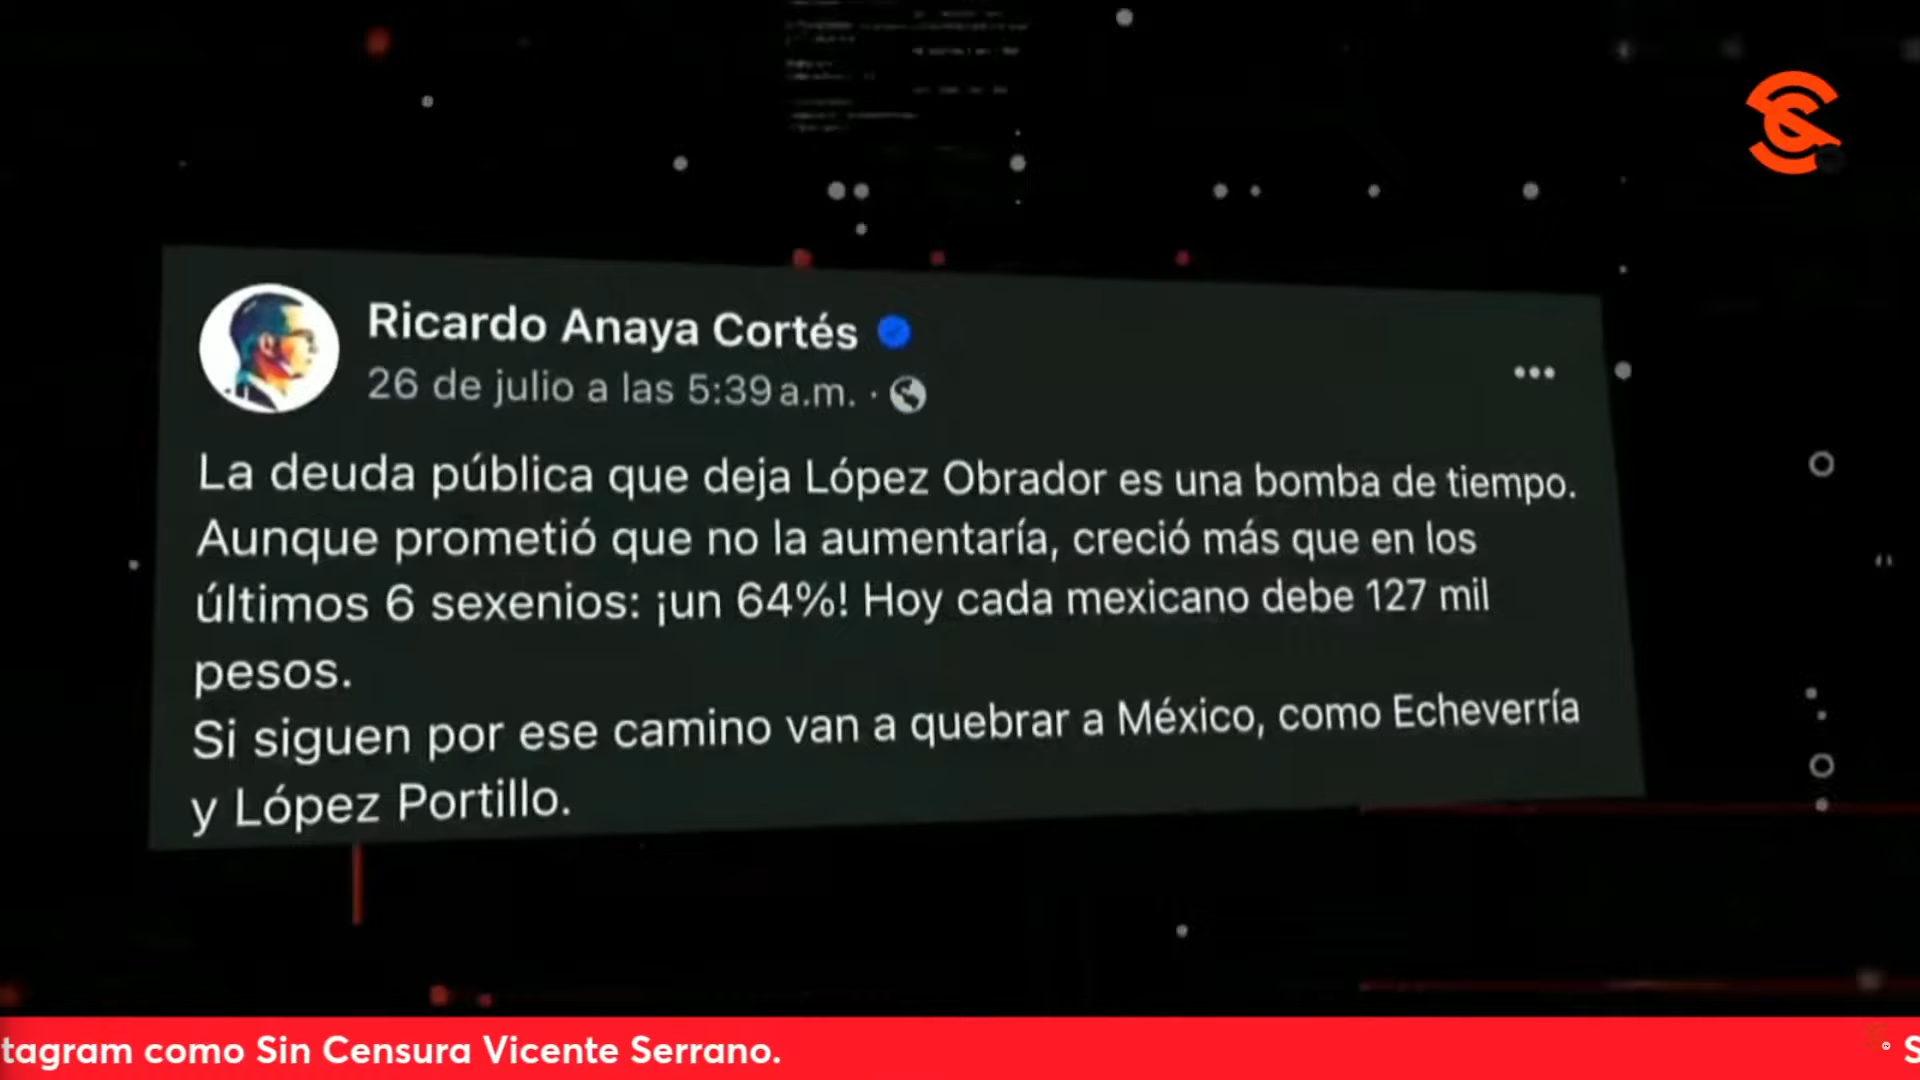 Ricardo Anaya Cortés
26 de julio a las 5:39 a.m. ·
La deuda pública que deja López Obrador es una bomba de tiempo.
Aunque prometió que no la aumentaría, creció más que en los
últimos 6 sexenios: ¡un 64%! Hoy cada mexicano debe 127 mil
pesos.
Si siguen por ese camino van a quebrar a México, como Echeverría
y López Portillo.
tagram como Sin Censura Vicente Serrano.
S